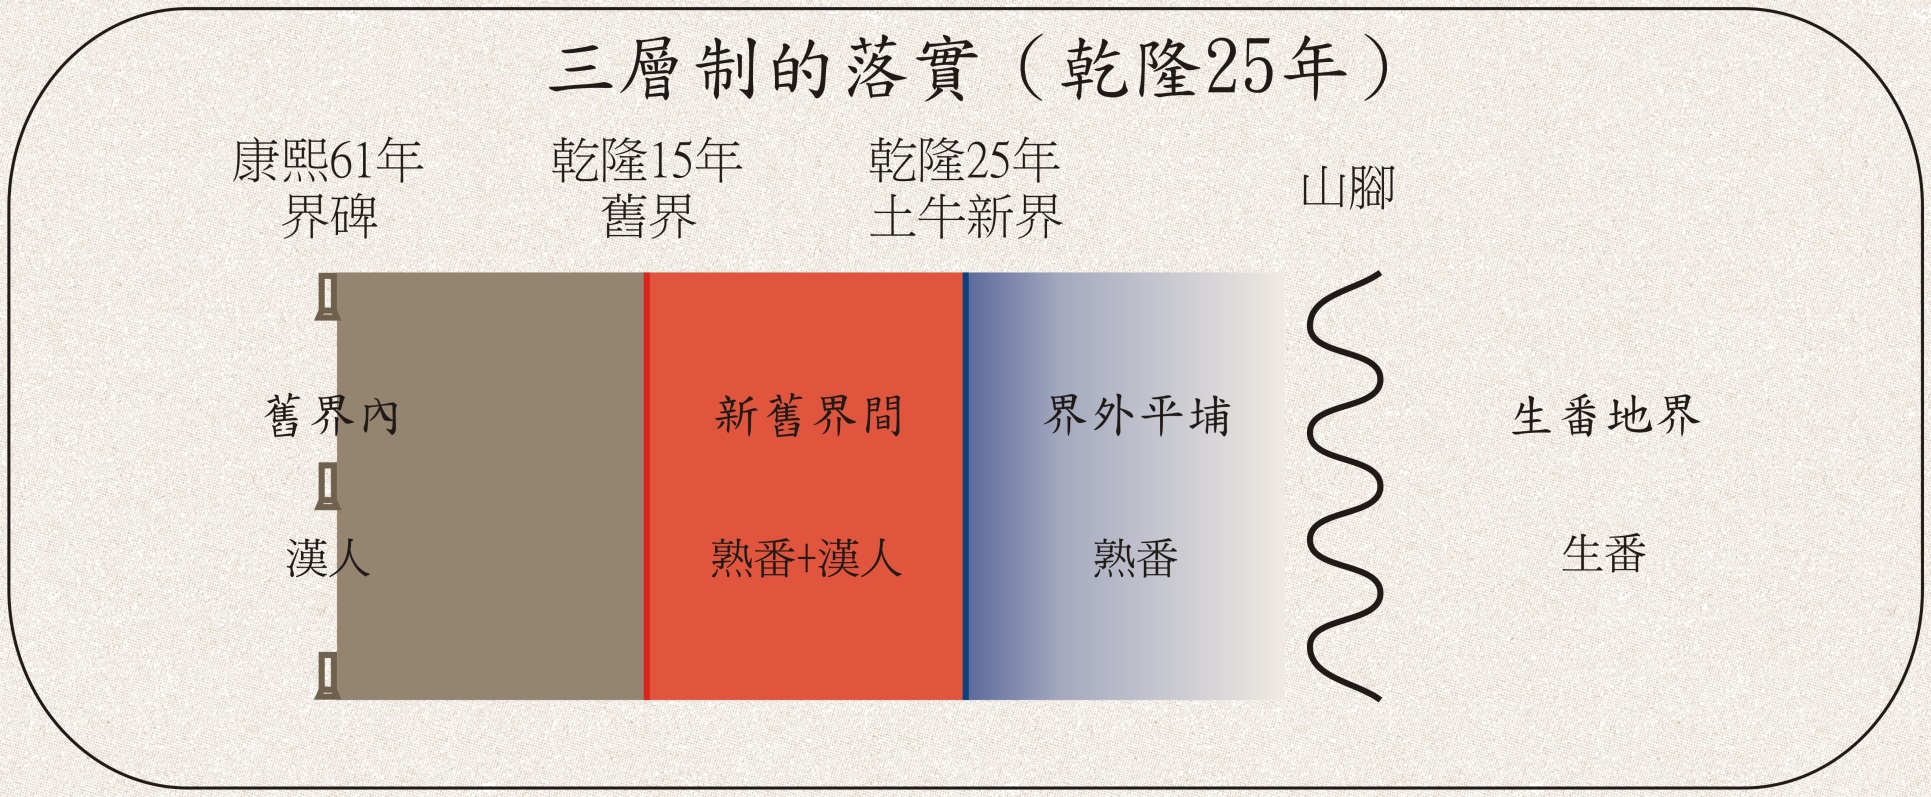 三層制的落實（乾隆25年）
康熙61年
界碑
乾隆15年
舊界
乾隆25年
土牛新界
山腳
舊界內
新舊界間
界外平埔
生番地界
漢人
熟番+漢人
熟番
生番